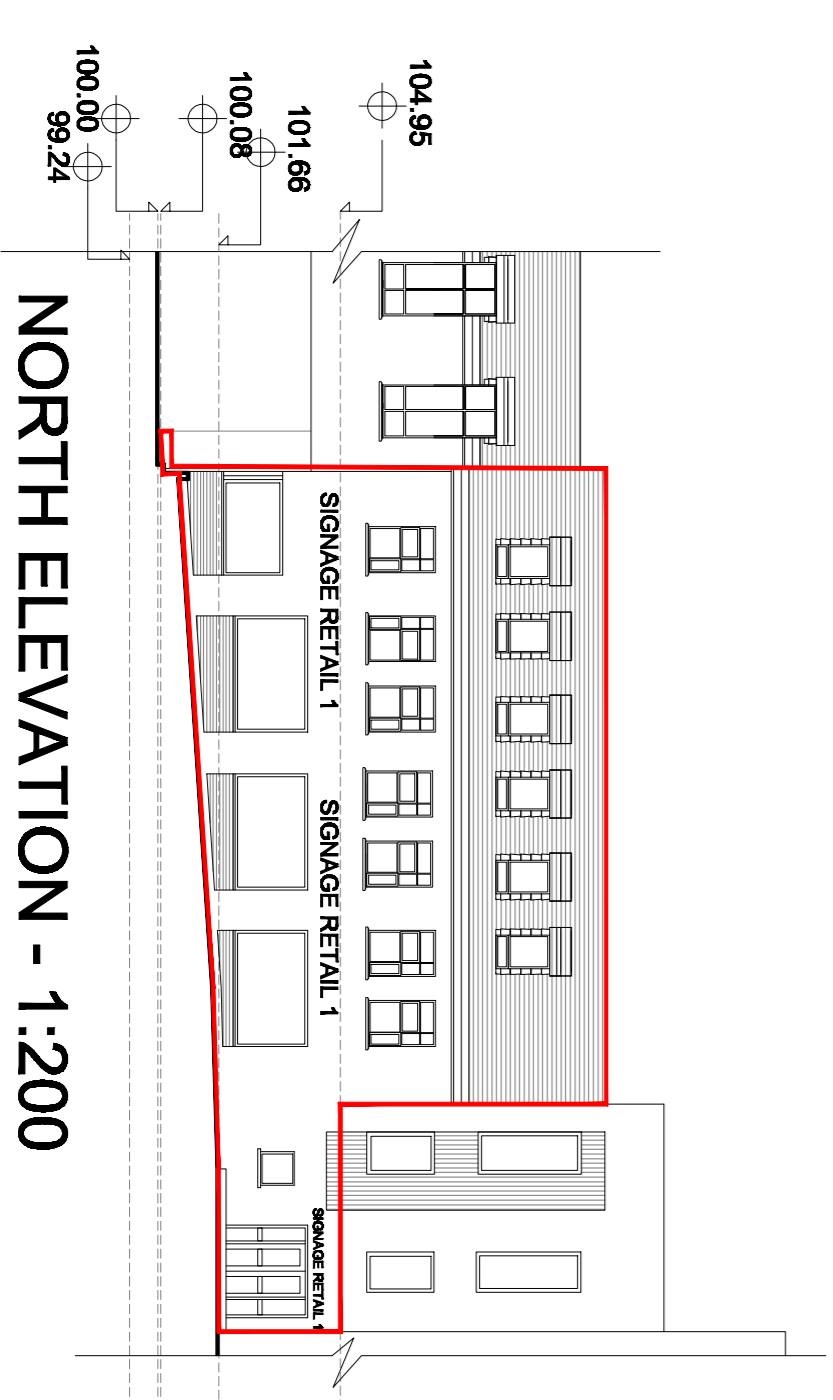 104.95
101.66
100.08
100.00
99.24
SIGNAGE RETAIL 1
SIGNAGE RETAIL 1
SIGNAGE RETAIL 1
NORTH ELEVATION - 1:200